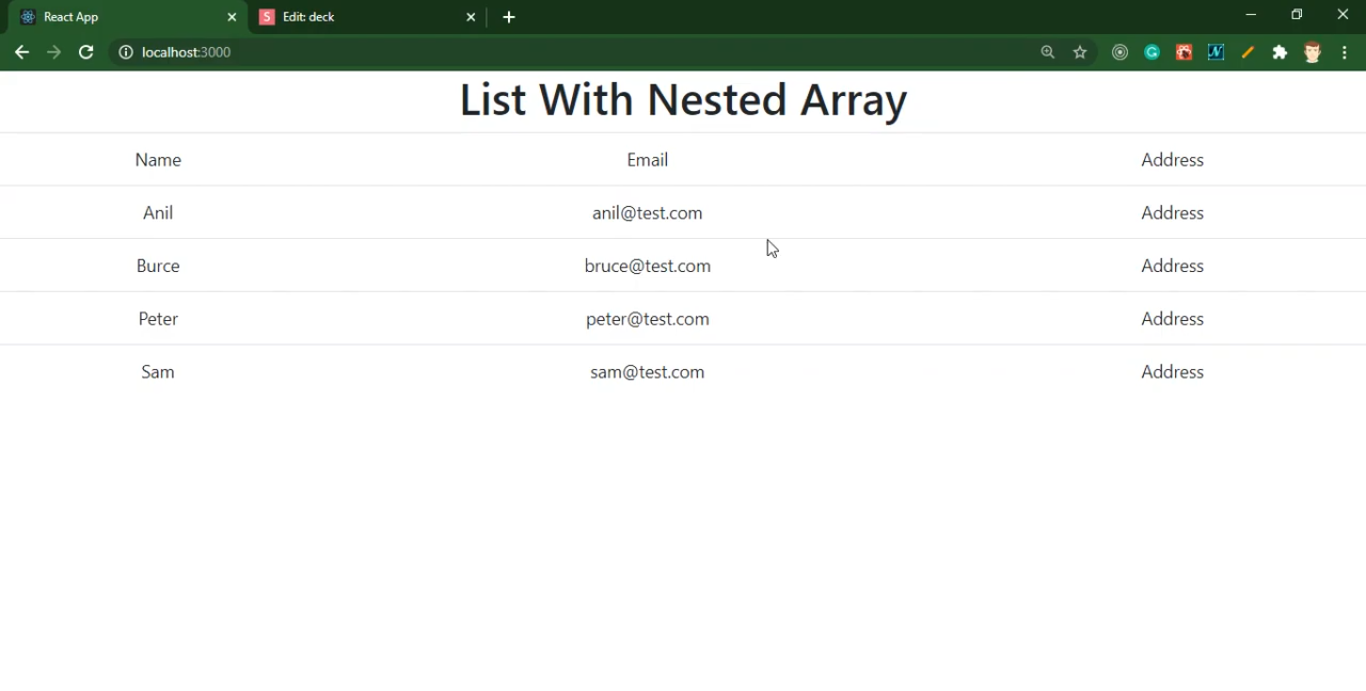 React App
S Edit: deck
localhost:3000
List With Nested Array
Name Email Address
Anil anil@test.com Address
Burce bruce@test.com Address
Peter peter@test.com Address
Sam sam@test.com Address